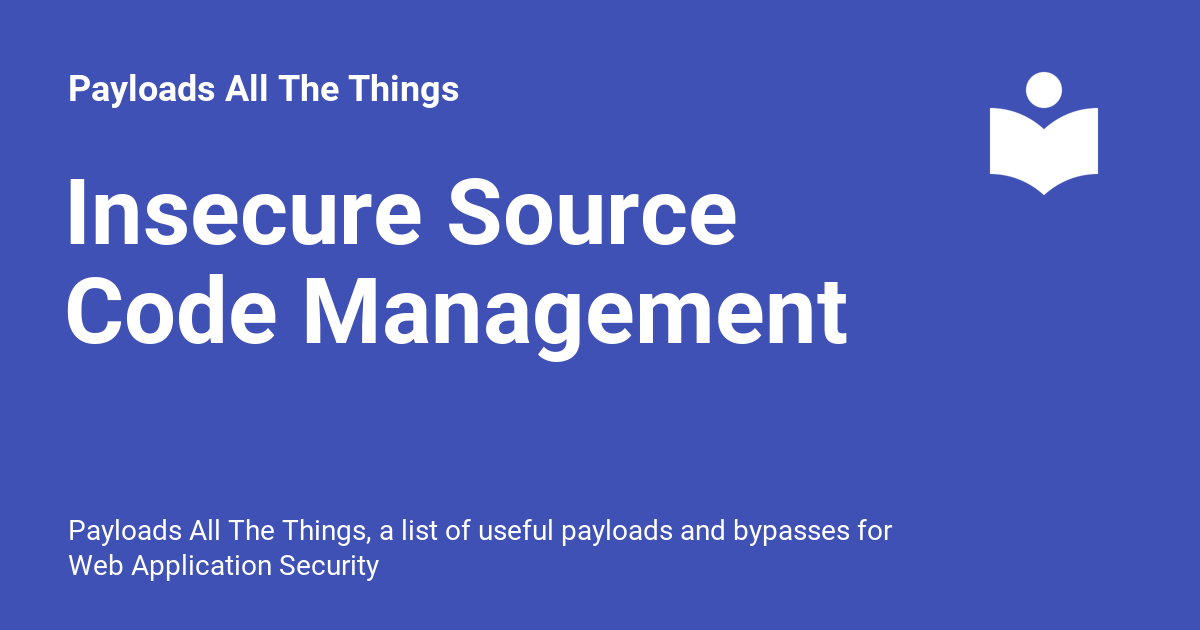 Payloads All The Things
Insecure Source
Code Management
Payloads All The Things, a list of useful payloads and bypasses for
Web Application Security